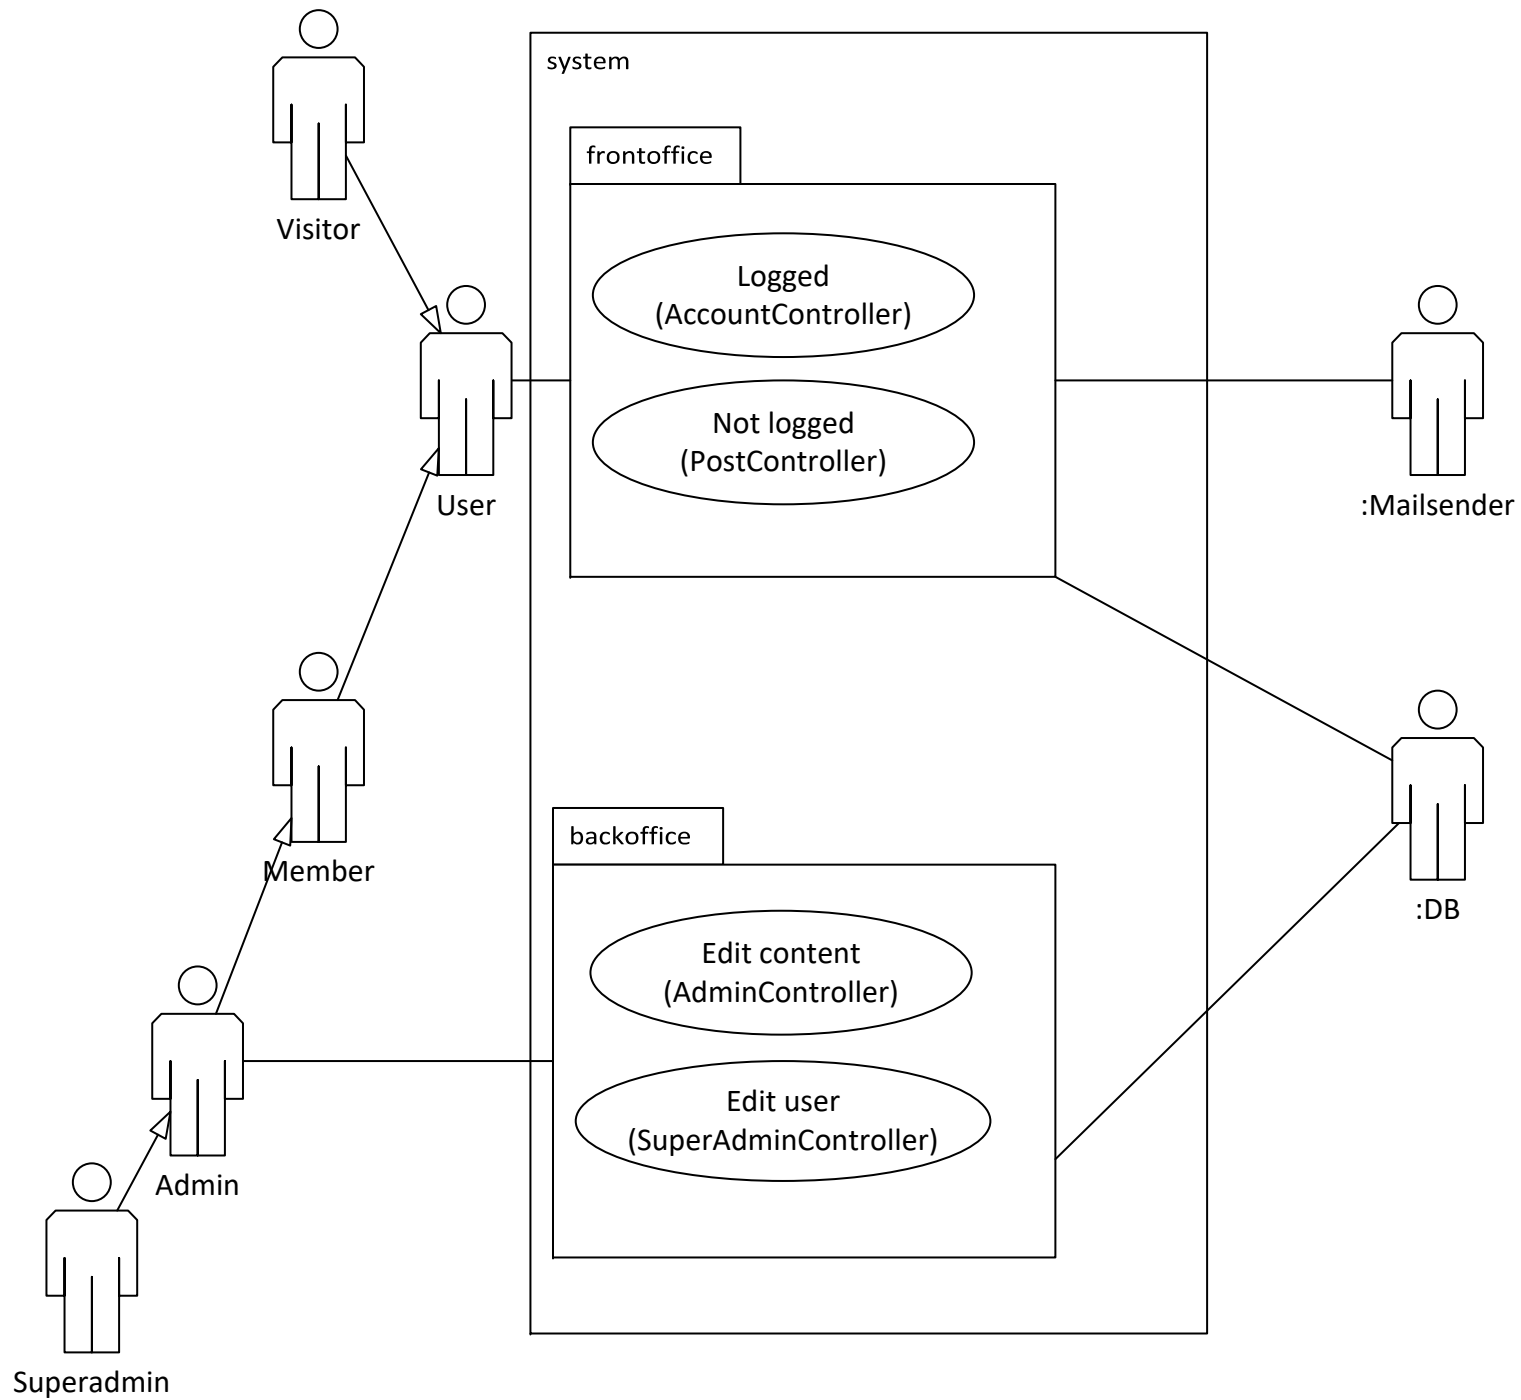 system
frontoffice
Visitor
Logged
(AccountController)
Not logged
(PostController)
User
:Mailsender
backoffice
Member
:DB
Edit content
(AdminController)
Edit user
(SuperAdminController)
Admin
Superadmin